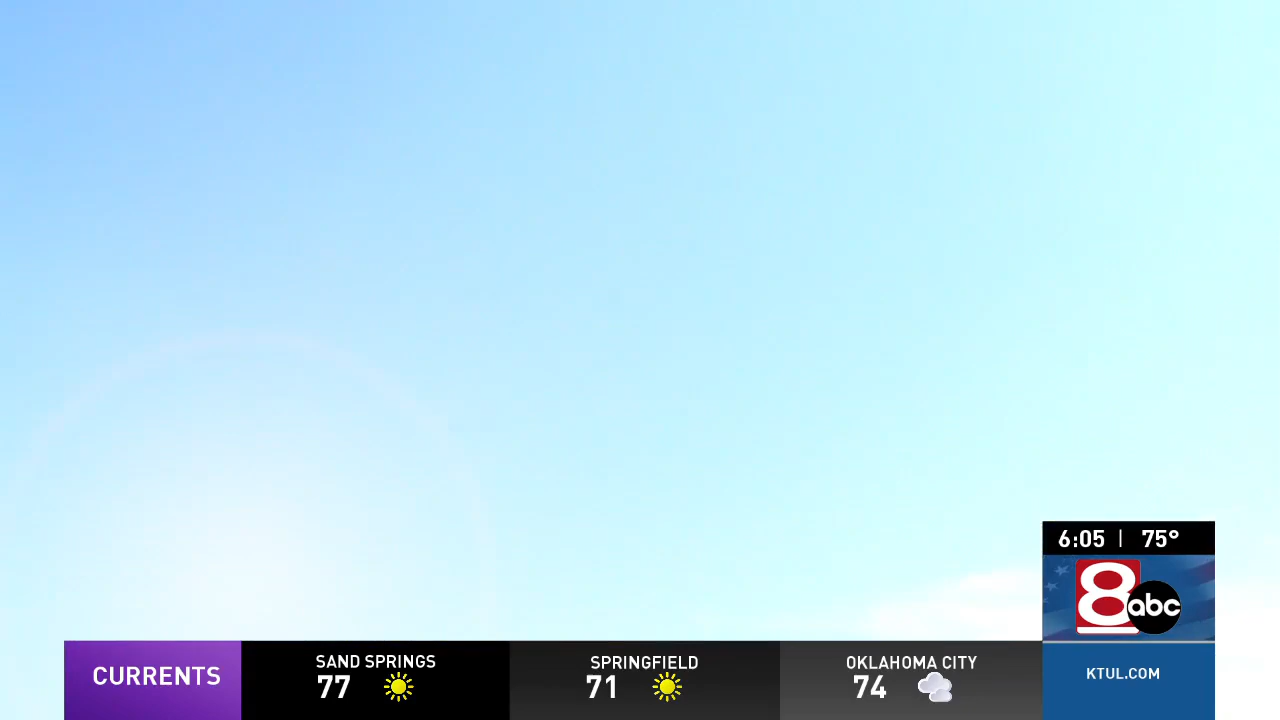 6:05 | 75°
8 abc
CURRENTS
SAND SPRINGS
77
SPRINGFIELD
71
OKLAHOMA CITY
74
KTUL.COM